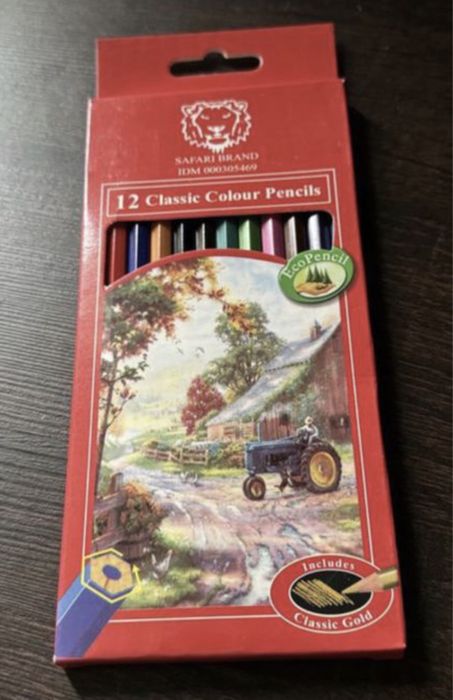 SAFARI BRAND
IDM 000305469
12 Classic Colour Pencils
EcoPencil
Includes
Classic Gold